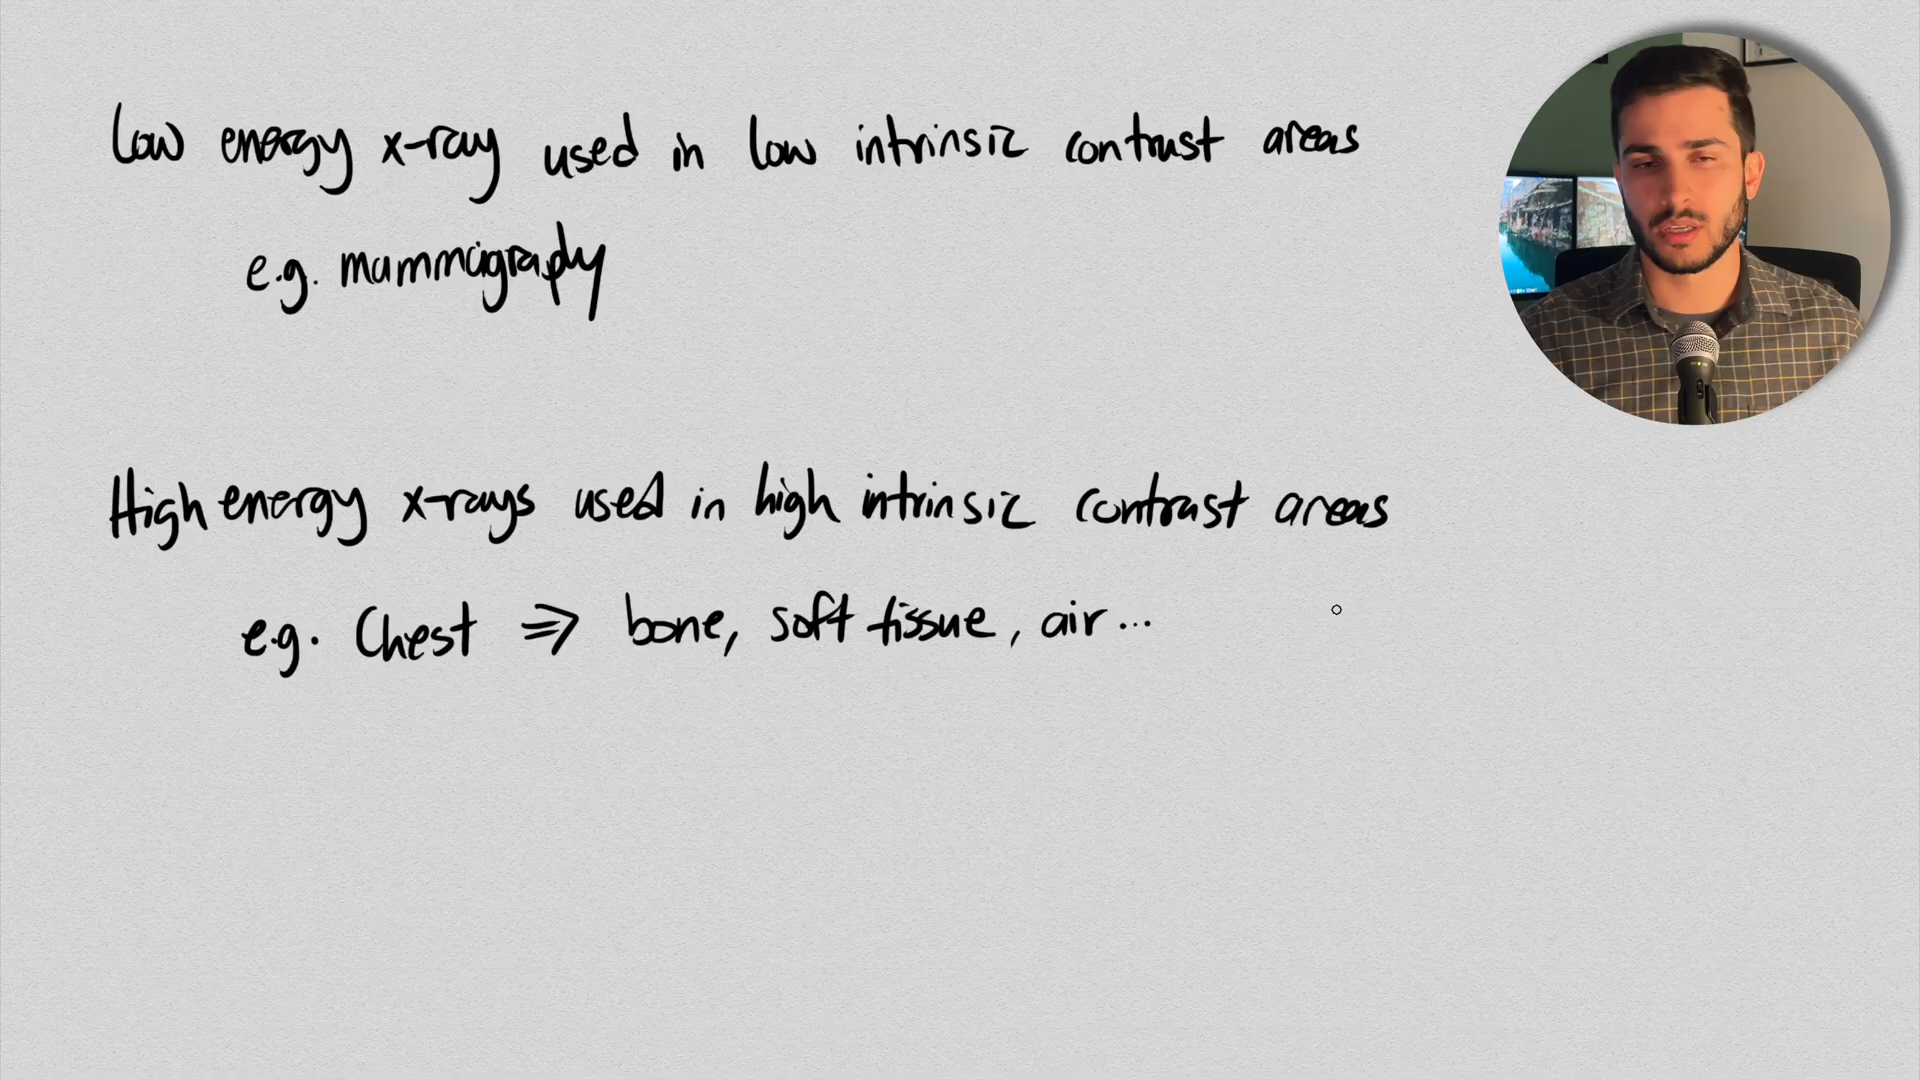 Low energy x-ray used in low intrinsic contrast areas
e.g. mammography
High energy x-rays used in high intrinsic contrast areas
e.g. Chest ⇒ bone, soft tissue, air...